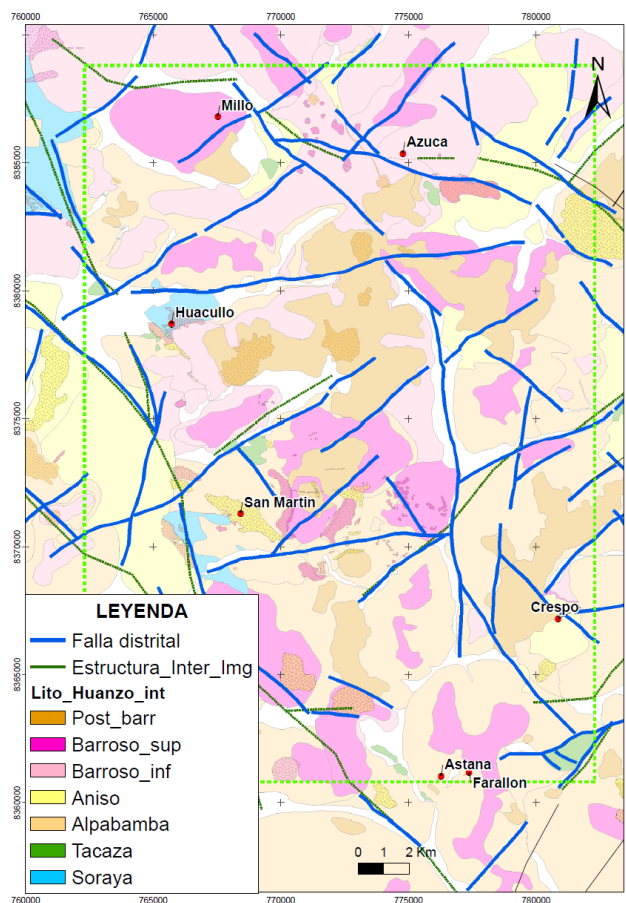 760000 765000 770000 775000 780000
N
Millo
Azuca
8385000
8380000
Huacullo
8375000
San Martin
8370000
LEYENDA
Falla distrital
Estructura_Inter_Img
Lito_Huanzo_int
Post_barr
Barroso_sup
Barroso_inf
Aniso
Alpabamba
Tacaza
Soraya
Crespo
8365000
Astana
Farallon
8360000
0 1 2 Km
760000 765000 770000 775000 780000